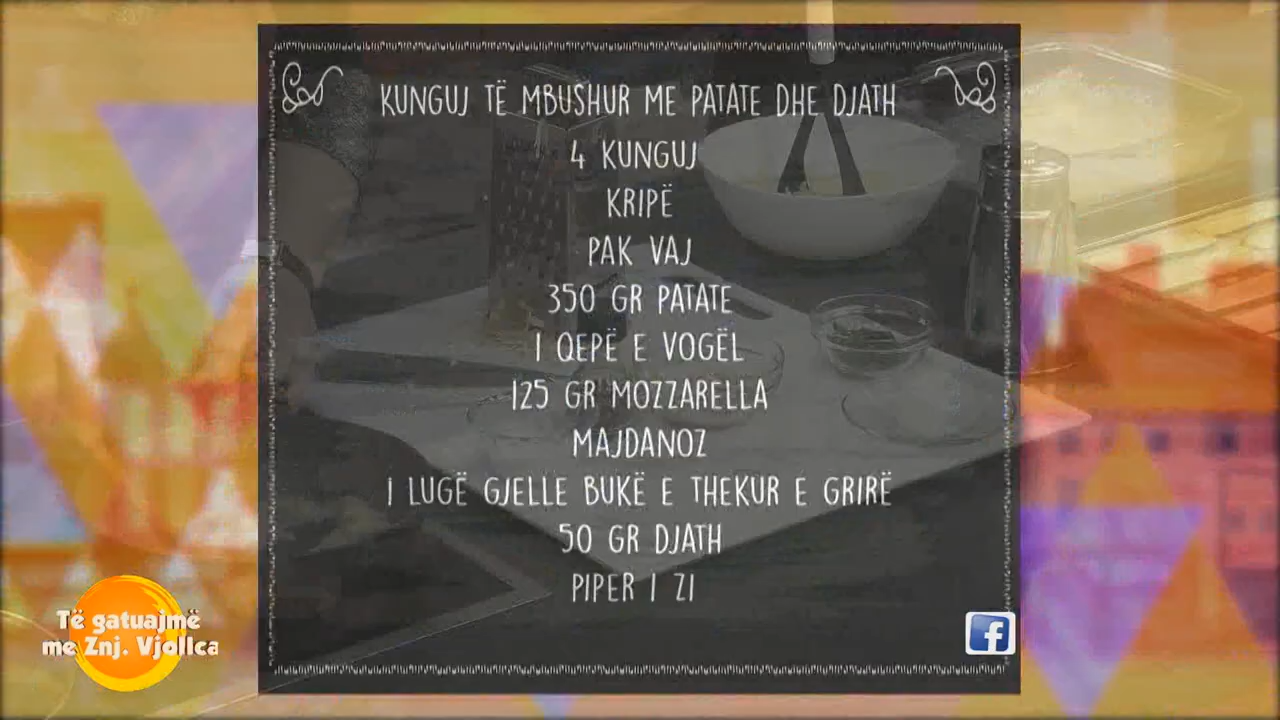 KUNGUJ TË MBUSHUR ME PATATE DHE DJATH
4 KUNGUJ
KRIPË
PAK VAJ
350 GR PATATE
1 QEPË E VOGËL
125 GR MOZZARELLA
MAJDANOZ
1 LUGË GJELLE BUKË E THEKUR E GRIRË
50 GR DJATH
PIPER I ZI
f
Të gatuajmë
me Znj. Vjollca